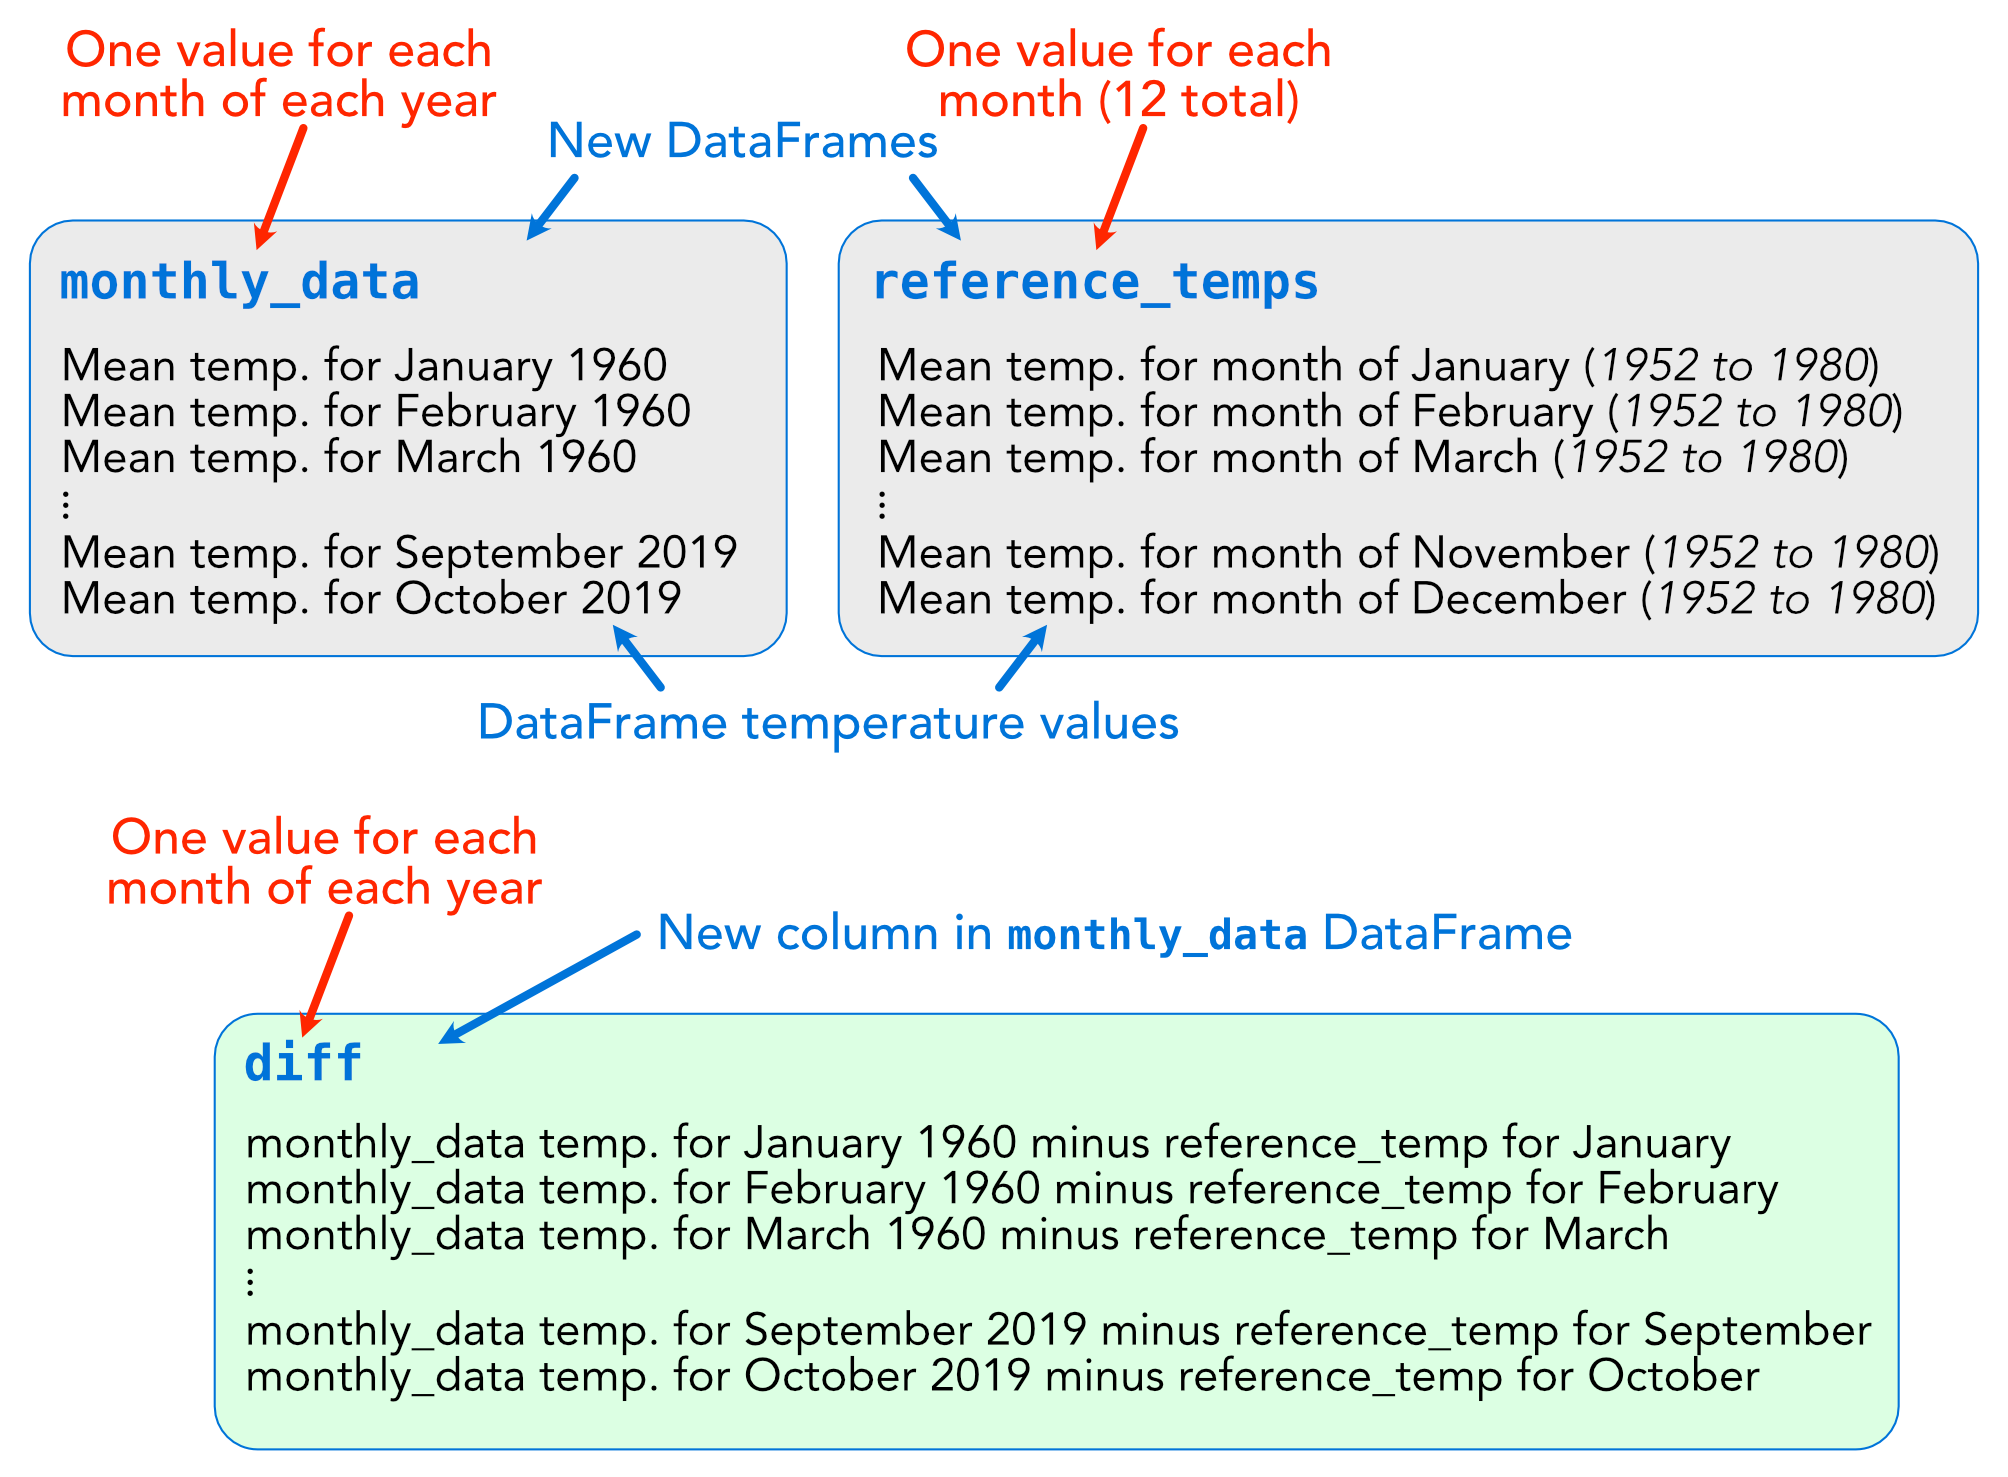 One value for each
month of each year
One value for each
month (12 total)
New DataFrames
monthly_data
Mean temp. for January 1960
Mean temp. for February 1960
Mean temp. for March 1960
⋮
Mean temp. for September 2019
Mean temp. for October 2019
reference_temps
Mean temp. for month of January (1952 to 1980)
Mean temp. for month of February (1952 to 1980)
Mean temp. for month of March (1952 to 1980)
⋮
Mean temp. for month of November (1952 to 1980)
Mean temp. for month of December (1952 to 1980)
DataFrame temperature values
One value for each
month of each year
New column in monthly_data DataFrame
diff
monthly_data temp. for January 1960 minus reference_temp for January
monthly_data temp. for February 1960 minus reference_temp for February
monthly_data temp. for March 1960 minus reference_temp for March
⋮
monthly_data temp. for September 2019 minus reference_temp for September
monthly_data temp. for October 2019 minus reference_temp for October